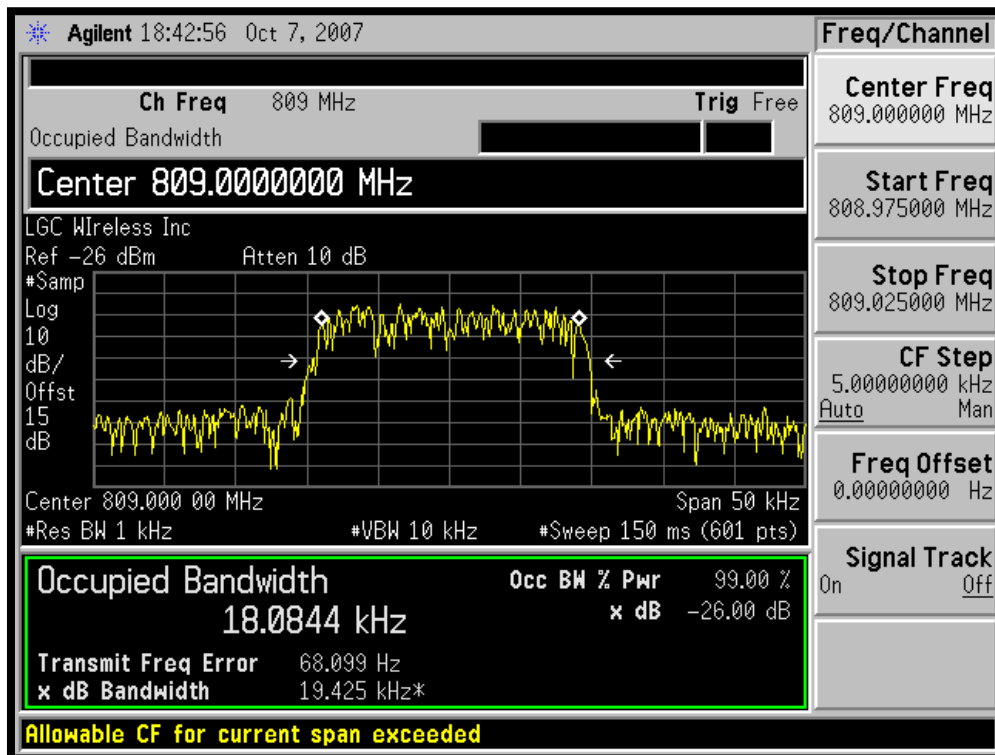 Agilent 18:42:56 Oct 7, 2007
Freq/Channel
Ch Freq 809 MHz Trig Free
Occupied Bandwidth
Center 809.0000000 MHz
LGC WIreless Inc
Ref -26 dBm Atten 10 dB
#Samp
Log
10
dB/
Offst
15
dB
Center 809.000 00 MHz Span 50 kHz
#Res BW 1 kHz #VBW 10 kHz #Sweep 150 ms (601 pts)
Occupied Bandwidth
18.0844 kHz
Occ BW % Pwr 99.00 %
x dB -26.00 dB
Transmit Freq Error 68.099 Hz
x dB Bandwidth 19.425 kHz*
Allowable CF for current span exceeded
Center Freq
809.000000 MHz
Start Freq
808.975000 MHz
Stop Freq
809.025000 MHz
CF Step
5.00000000 kHz
Auto Man
Freq Offset
0.00000000 Hz
Signal Track
On Off